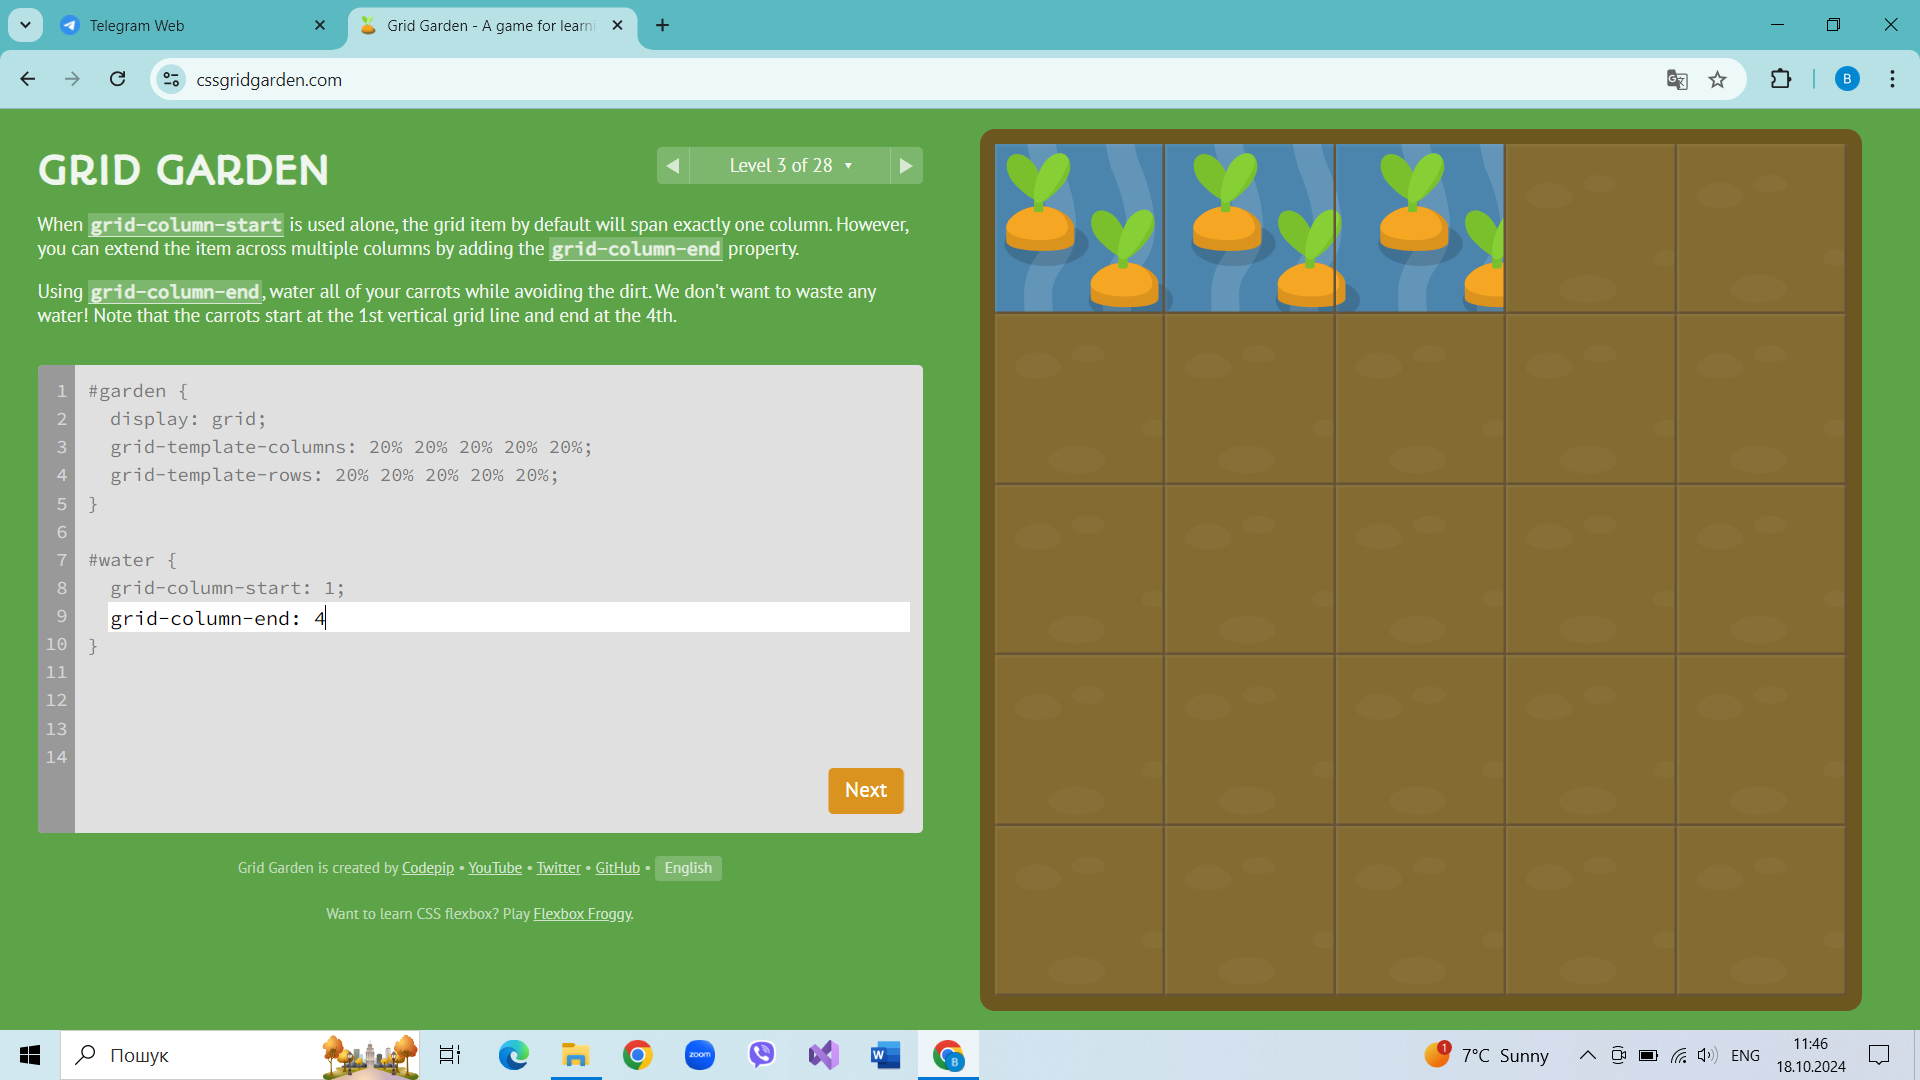 Telegram Web
Grid Garden - A game for learni
cssgridgarden.com
B
GRID GARDEN
Level 3 of 28
When grid-column-start is used alone, the grid item by default will span exactly one column. However,
you can extend the item across multiple columns by adding the grid-column-end property.
Using grid-column-end, water all of your carrots while avoiding the dirt. We don't want to waste any
water! Note that the carrots start at the 1st vertical grid line and end at the 4th.
1 #garden {
2 display: grid;
3 grid-template-columns: 20% 20% 20% 20% 20%;
4 grid-template-rows: 20% 20% 20% 20% 20%;
5 }
6
7 #water {
8 grid-column-start: 1;
9 grid-column-end: 4
10 }
11
12
13
14
Next
Grid Garden is created by Codepip • YouTube • Twitter • GitHub • English
Want to learn CSS flexbox? Play Flexbox Froggy.
Пошук
zoom
W
B
1
7°C Sunny
ENG
11:46
18.10.2024